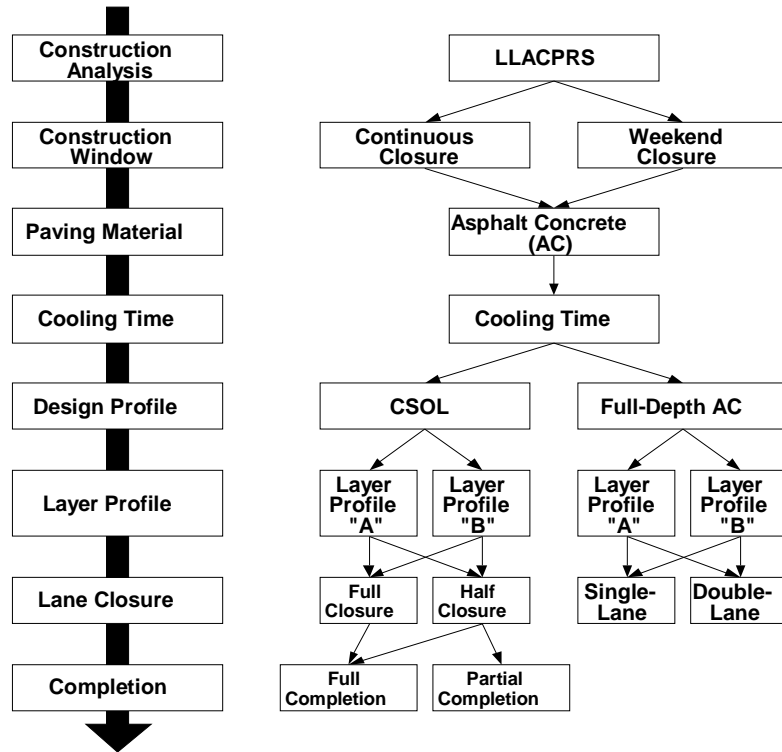 Construction
Analysis
LLACPRS
Construction
Window
Continuous
Closure
Weekend
Closure
Paving Material
Asphalt Concrete
(AC)
Cooling Time
Cooling Time
Design Profile
CSOL
Full-Depth AC
Layer Profile
Layer
Profile
"A"
Layer
Profile
"B"
Layer
Profile
"A"
Layer
Profile
"B"
Lane Closure
Full
Closure
Half
Closure
Single-
Lane
Double-
Lane
Completion
Full
Completion
Partial
Completion